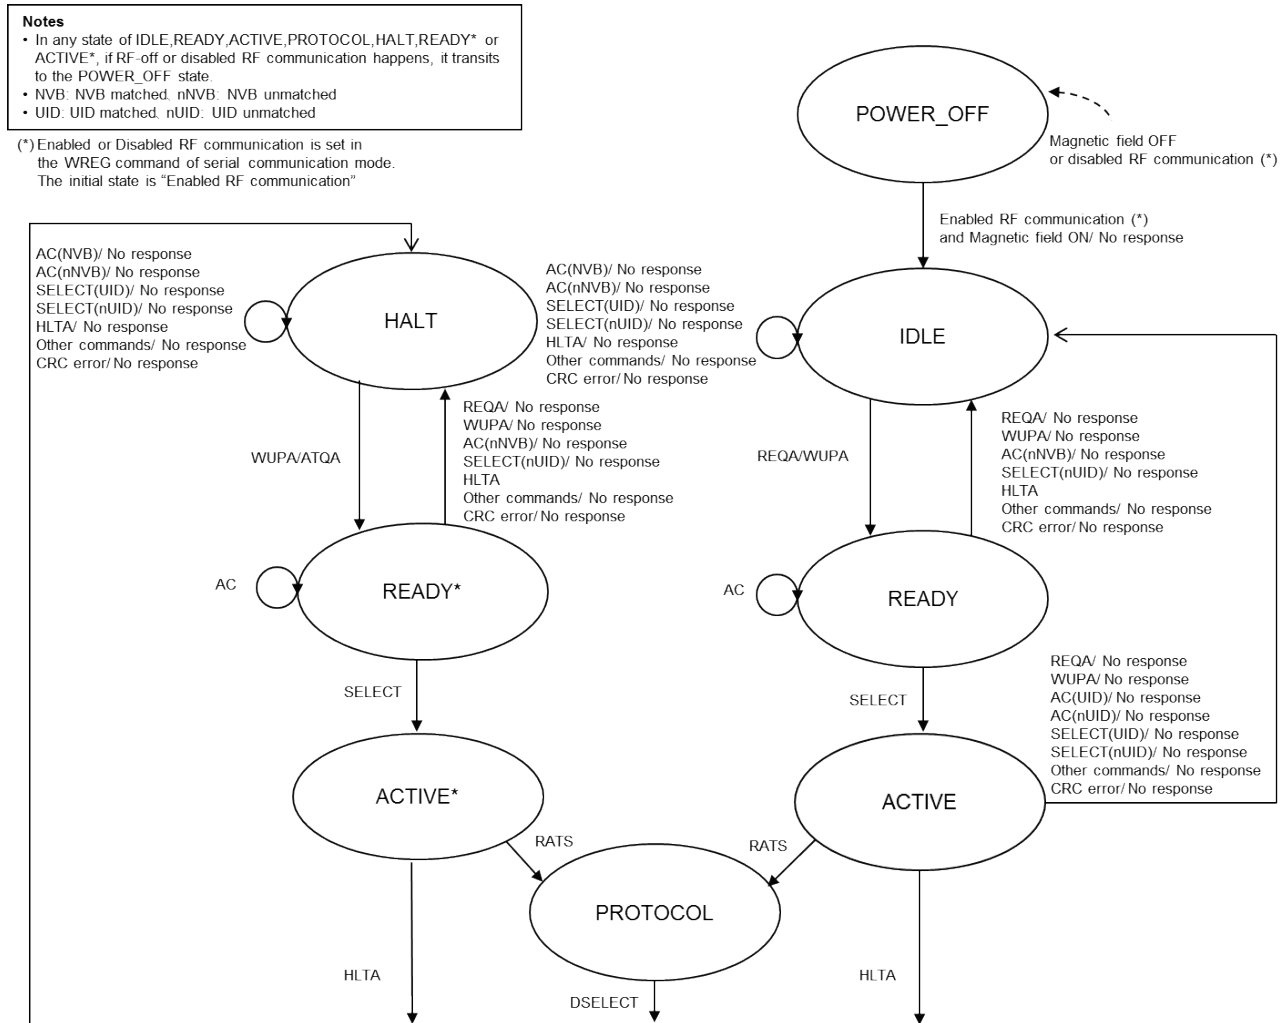 Notes
• In any state of IDLE,READY,ACTIVE,PROTOCOL,HALT,READY* or
ACTIVE*, if RF-off or disabled RF communication happens, it transits
to the POWER_OFF state.
• NVB: NVB matched. nNVB: NVB unmatched
• UID: UID matched. nUID: UID unmatched
(*) Enabled or Disabled RF communication is set in
the WREG command of serial communication mode.
The initial state is “Enabled RF communication”
POWER_OFF
Magnetic field OFF
or disabled RF communication (*)
Enabled RF communication (*)
and Magnetic field ON/ No response
AC(NVB)/ No response
AC(nNVB)/ No response
SELECT(UID)/ No response
SELECT(nUID)/ No response
HLTA/ No response
Other commands/ No response
CRC error/ No response
HALT
AC(NVB)/ No response
AC(nNVB)/ No response
SELECT(UID)/ No response
SELECT(nUID)/ No response
HLTA/ No response
Other commands/ No response
CRC error/ No response
IDLE
WUPA/ATQA
REQA/ No response
WUPA/ No response
AC(nNVB)/ No response
SELECT(nUID)/ No response
HLTA
Other commands/ No response
CRC error/ No response
REQA/WUPA
REQA/ No response
WUPA/ No response
AC(nNVB)/ No response
SELECT(nUID)/ No response
HLTA
Other commands/ No response
CRC error/ No response
AC
READY*
AC
READY
SELECT
SELECT
REQA/ No response
WUPA/ No response
AC(UID)/ No response
AC(nUID)/ No response
SELECT(UID)/ No response
SELECT(nUID)/ No response
Other commands/ No response
CRC error/ No response
ACTIVE*
ACTIVE
RATS
RATS
PROTOCOL
HLTA
DSELECT
HLTA